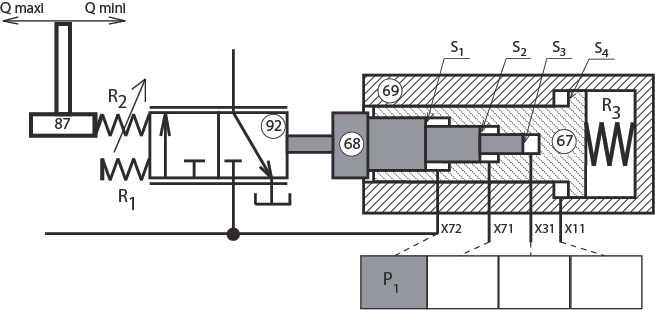 Q maxi Q mini
S₁ S₂ S₃ S₄
69
R₂
R₃
87
92
68
67
R₁
X72 X71 X31 X11
P₁